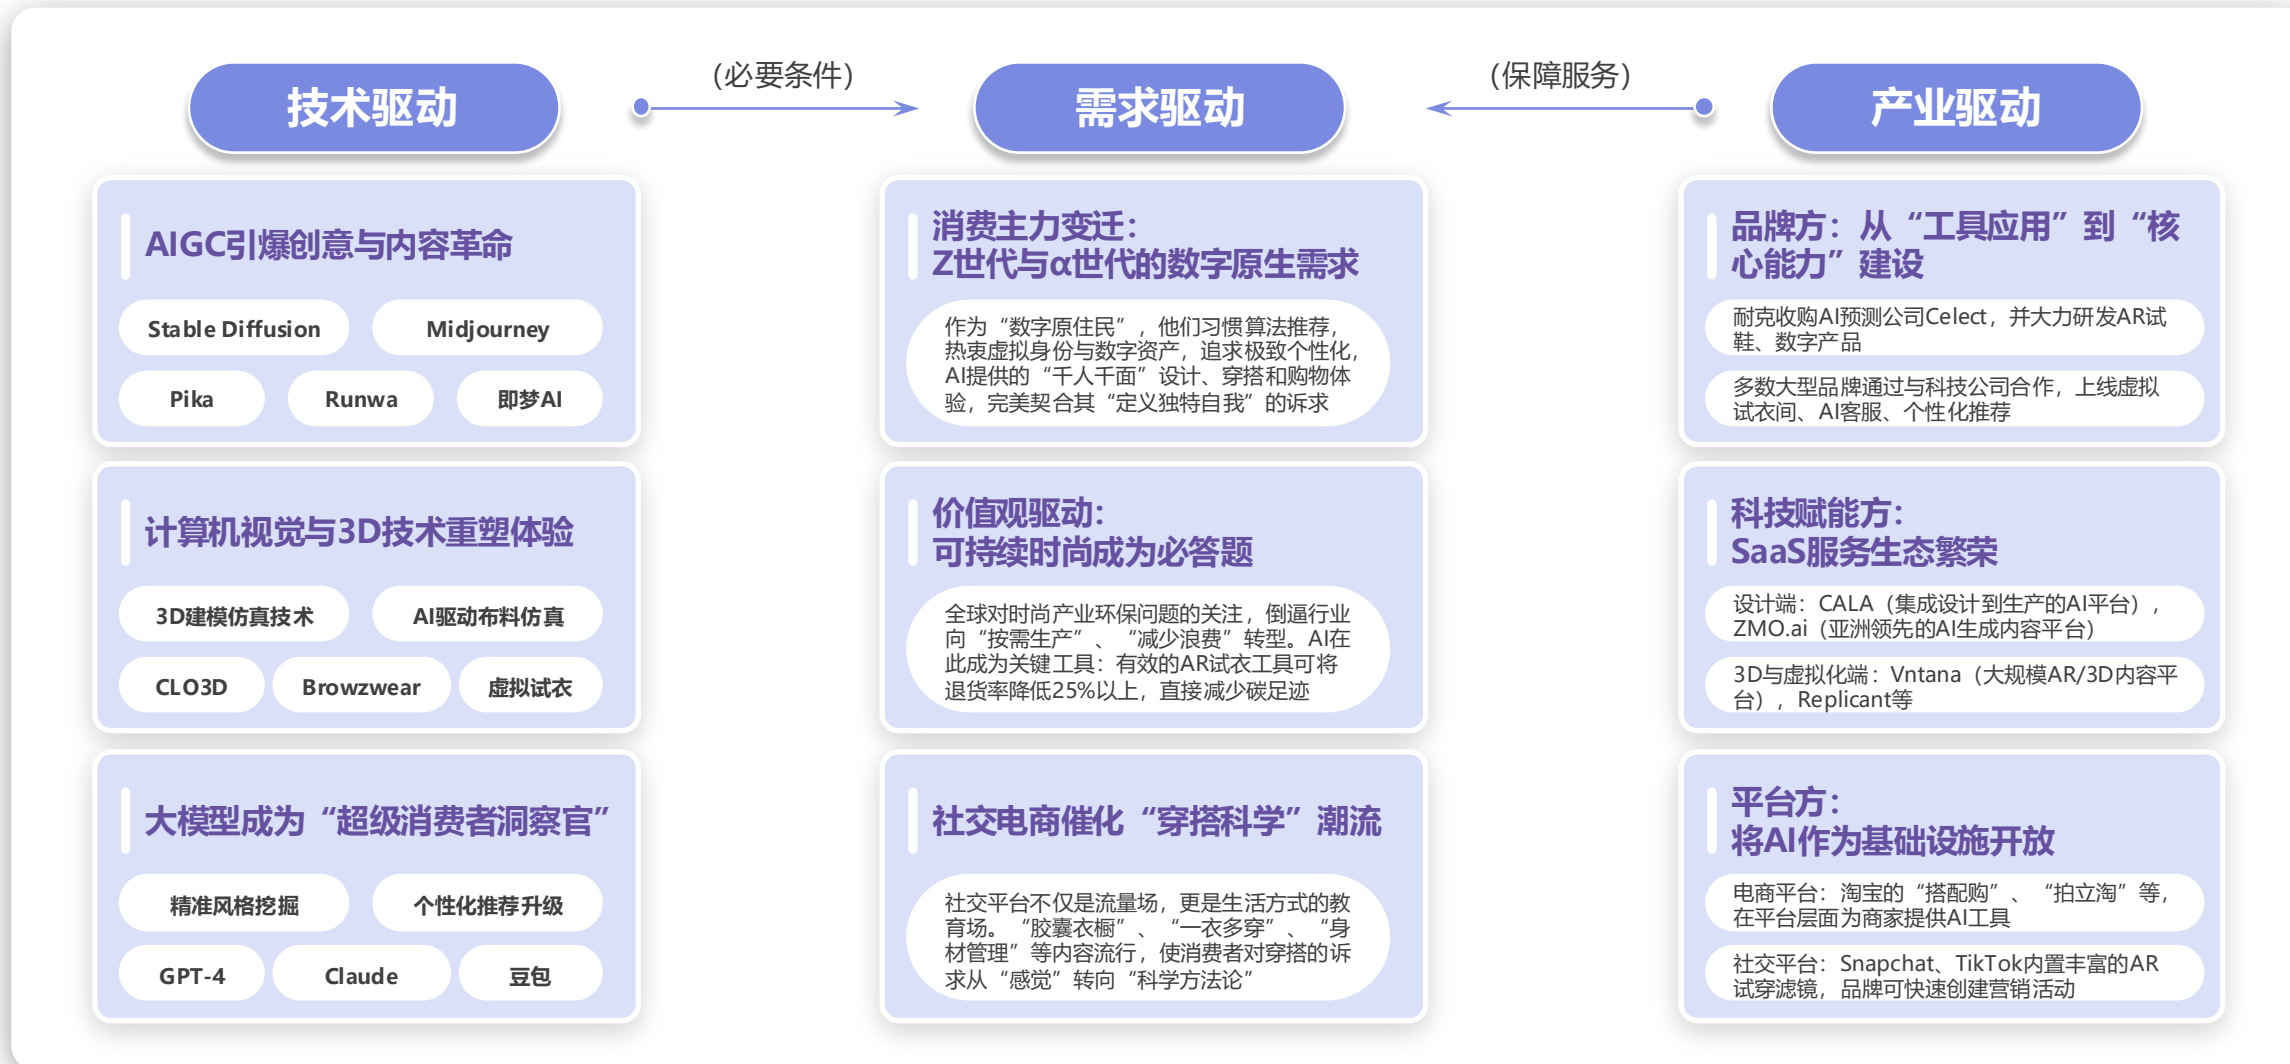 技术驱动
(必要条件)
需求驱动
(保障服务)
产业驱动
AIGC引爆创意与内容革命
Stable Diffusion
Midjourney
Pika
Runwa
即梦AI
计算机视觉与3D技术重塑体验
3D建模仿真技术
AI驱动布料仿真
CLO3D
Browzwear
虚拟试衣
大模型成为“超级消费者洞察官”
精准风格挖掘
个性化推荐升级
GPT-4
Claude
豆包
消费主力变迁：
Z世代与α世代的数字原生需求
作为“数字原住民”，他们习惯算法推荐，
热衷虚拟身份与数字资产，追求极致个性化，
AI提供的“千人千面”设计、穿搭和购物体
验，完美契合其“定义独特自我”的诉求
价值观驱动：
可持续时尚成为必答题
全球对时尚产业环保问题的关注，倒逼行业
向“按需生产”、“减少浪费”转型。AI在
此成为关键工具：有效的AR试衣工具可将
退货率降低25%以上，直接减少碳足迹
社交电商催化“穿搭科学”潮流
社交平台不仅是流量场，更是生活方式的教
育场。“胶囊衣橱”、“一衣多穿”、“身
材管理”等内容流行，使消费者对穿搭的诉
求从“感觉”转向“科学方法论”
品牌方：从“工具应用”到“核
心能力”建设
耐克收购AI预测公司Celect，并大力研发AR试
鞋、数字产品
多数大型品牌通过与科技公司合作，上线虚拟
试衣间、AI客服、个性化推荐
科技赋能方：
SaaS服务生态繁荣
设计端：CALA（集成设计到生产的AI平台），
ZMO.ai（亚洲领先的AI生成内容平台）
3D与虚拟化端：Vntana（大规模AR/3D内容平
台），Replicant等
平台方：
将AI作为基础设施开放
电商平台：淘宝的“搭配购”、“拍立淘”等，
在平台层面为商家提供AI工具
社交平台：Snapchat、TikTok内置丰富的AR
试穿滤镜，品牌可快速创建营销活动